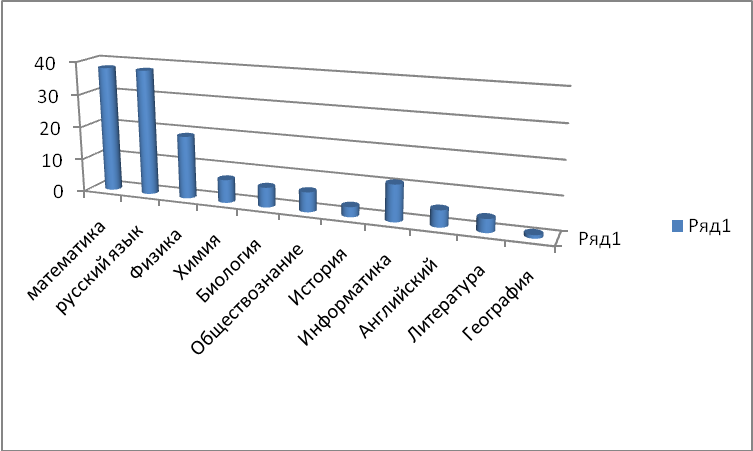 40
30
20
10
0
математика
русский язык
Физика
Химия
Биология
Обществознание
История
Информатика
Английский
Литература
География
Ряд1
Ряд1